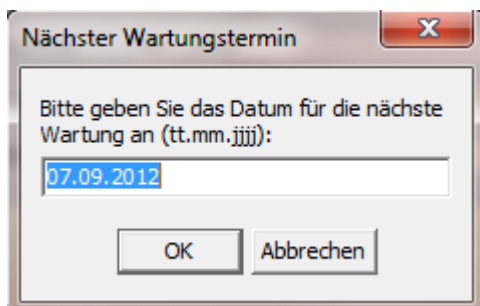 Nächster Wartungstermin
Bitte geben Sie das Datum für die nächste
Wartung an (tt.mm.jjjj):
07.09.2012
OK Abbrechen